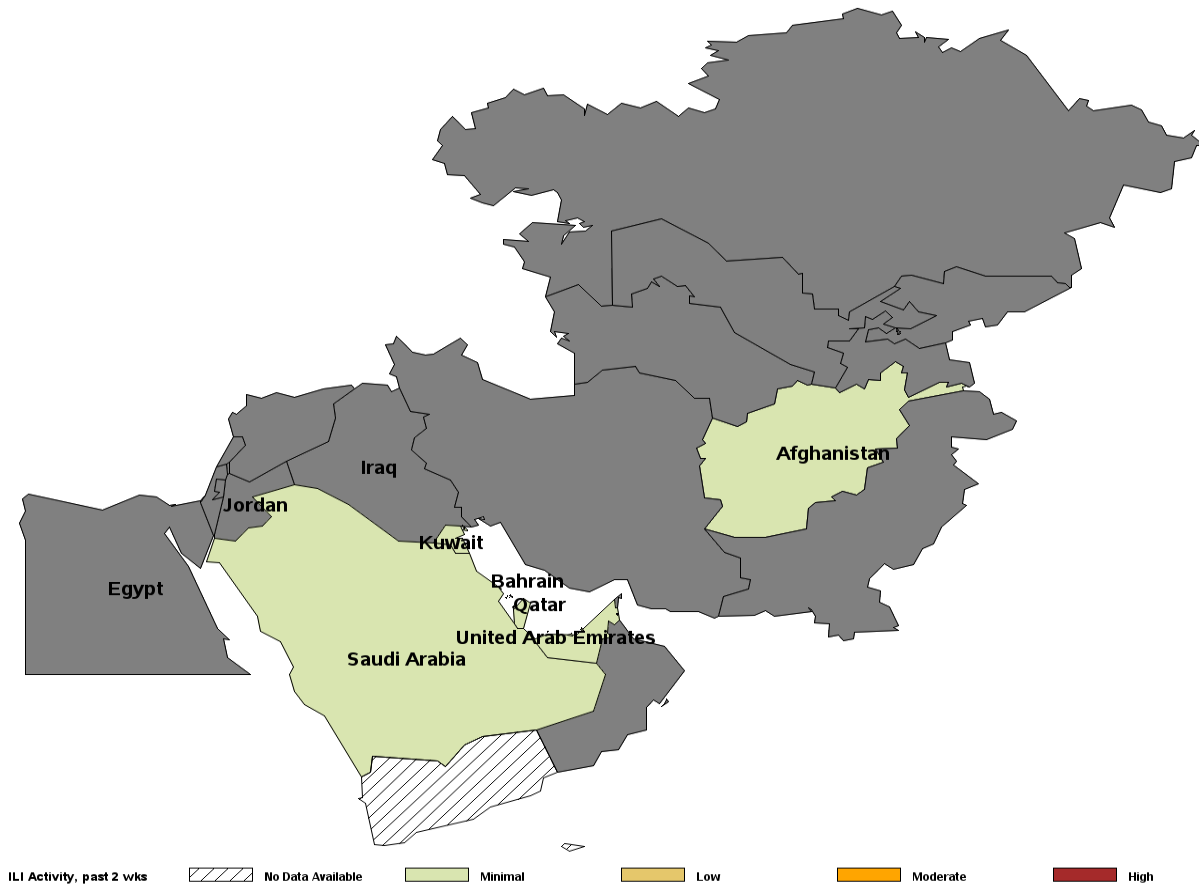 Iraq
Afghanistan
Jordan
Kuwait
Egypt
Bahrain
Qatar
United Arab Emirates
Saudi Arabia
ILI Activity, past 2 wks No Data Available Minimal Low Moderate High